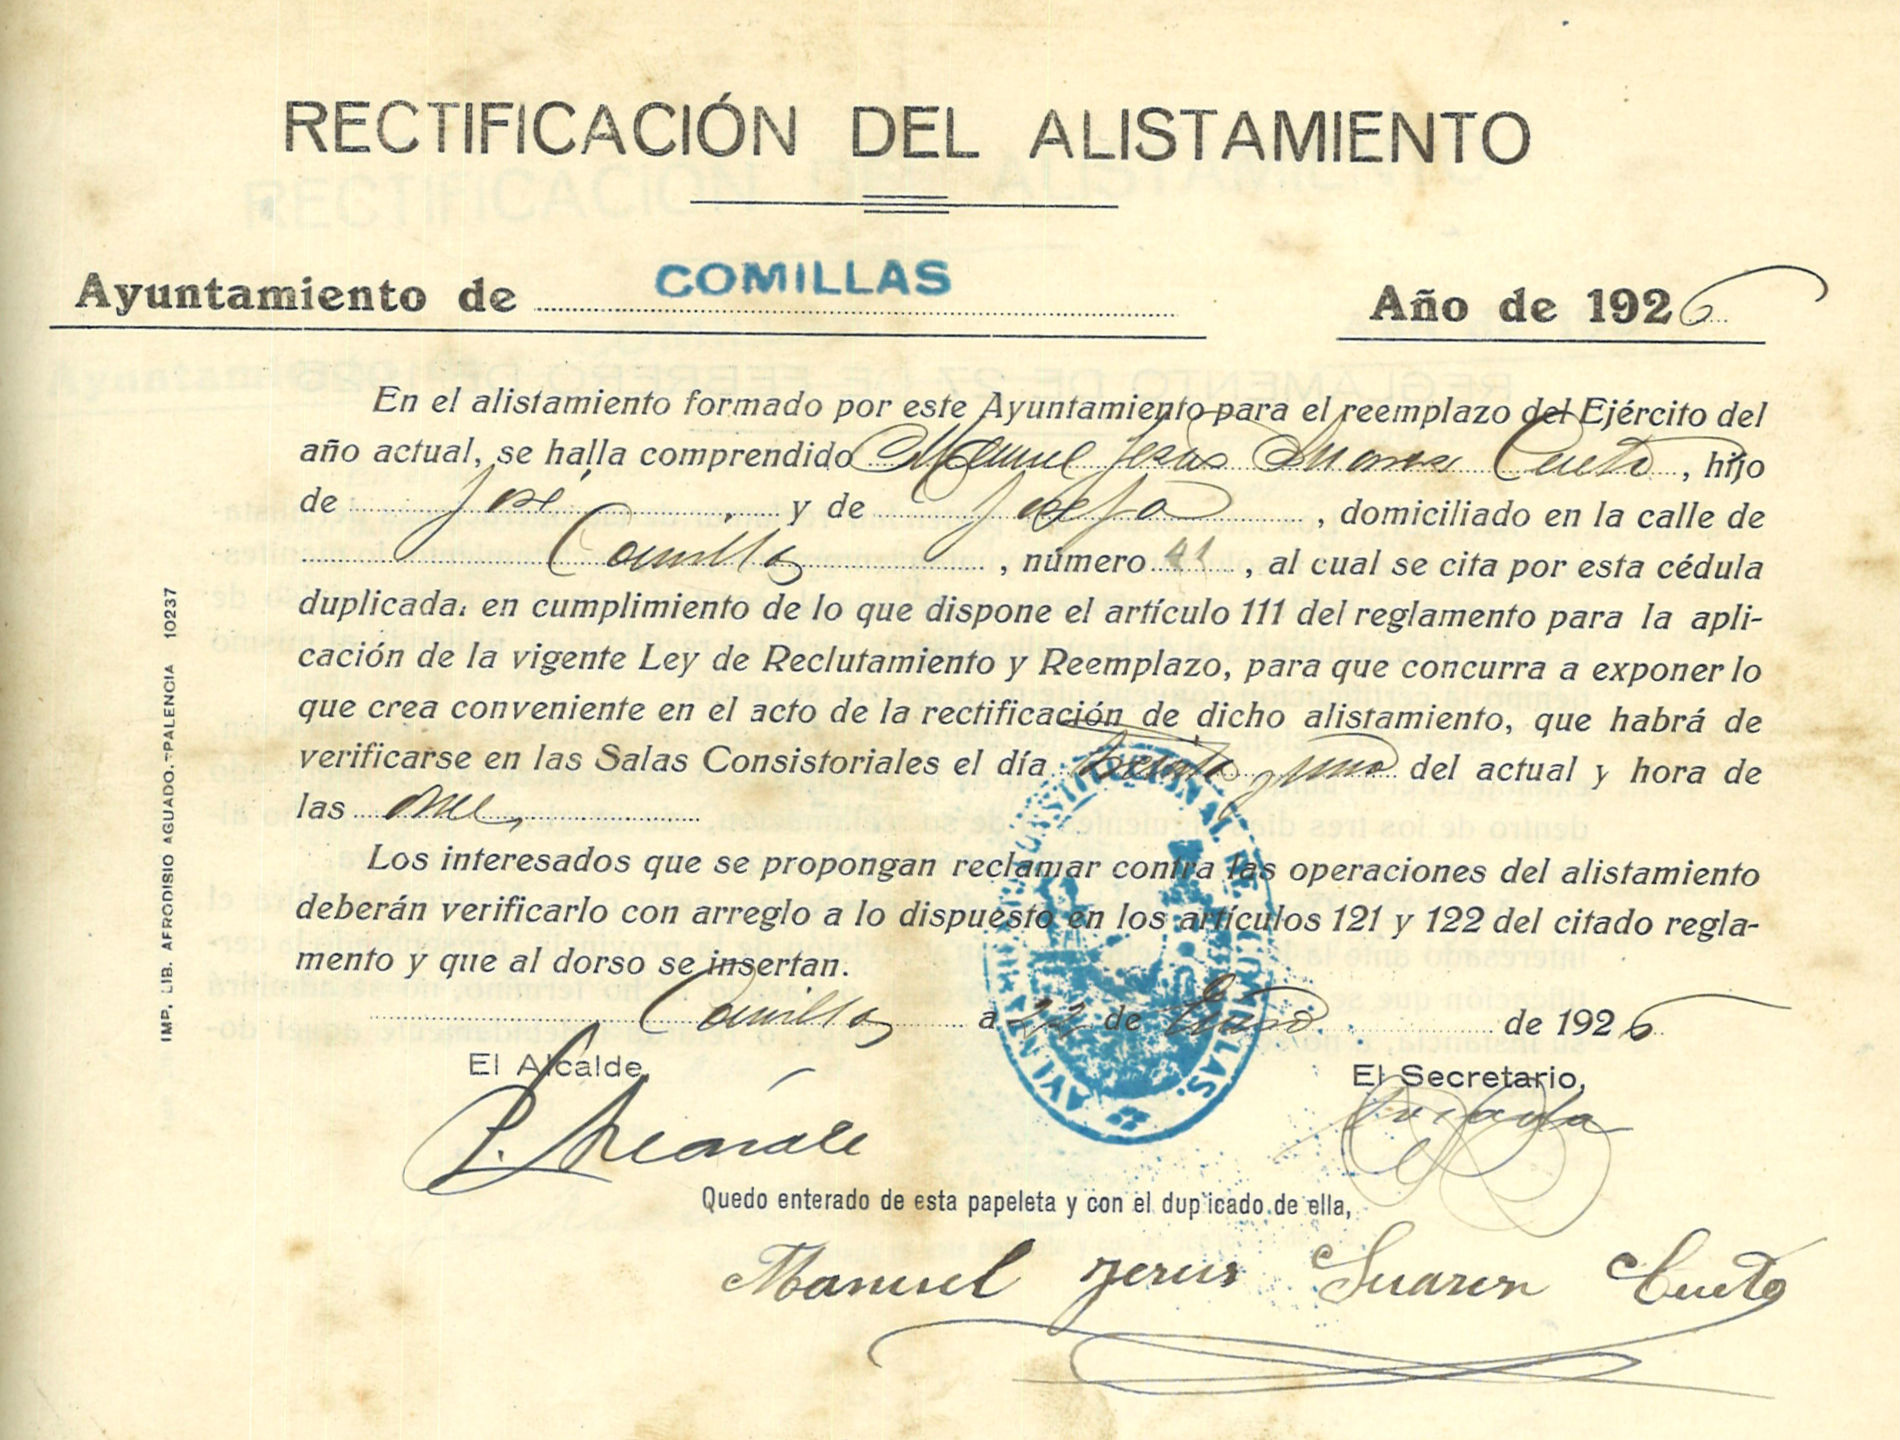 RECTIFICACIÓN DEL ALISTAMIENTO
Ayuntamiento de COMILLAS Año de 1926
En el alistamiento formado por este Ayuntamiento para el reemplazo del Ejército del
año actual, se halla comprendido Manuel Jesus Suarez Cueto, hijo
de José, y de Josefa, domiciliado en la calle de
Comillas, número 41, al cual se cita por esta cédula
duplicada: en cumplimiento de lo que dispone el artículo 111 del reglamento para la apli-
cación de la vigente Ley de Reclutamiento y Reemplazo, para que concurra a exponer lo
que crea conveniente en el acto de la rectificación de dicho alistamiento, que habrá de
verificarse en las Salas Consistoriales el día treinta y uno del actual y hora de
las once
Los interesados que se propongan reclamar contra las operaciones del alistamiento
deberán verificarlo con arreglo a lo dispuesto en los artículos 121 y 122 del citado regla-
mento y que al dorso se insertan.
Comillas a 22 de Enero de 1926
El Alcalde, El Secretario,
P.
Quedo enterado de esta papeleta y con el duplicado de ella,
Manuel Jesus Suarez Cueto
IMP. LIB. AFRODISIO AGUADO.-PALENCIA 10237
CONSTITUCIONAL DE COMILLAS.